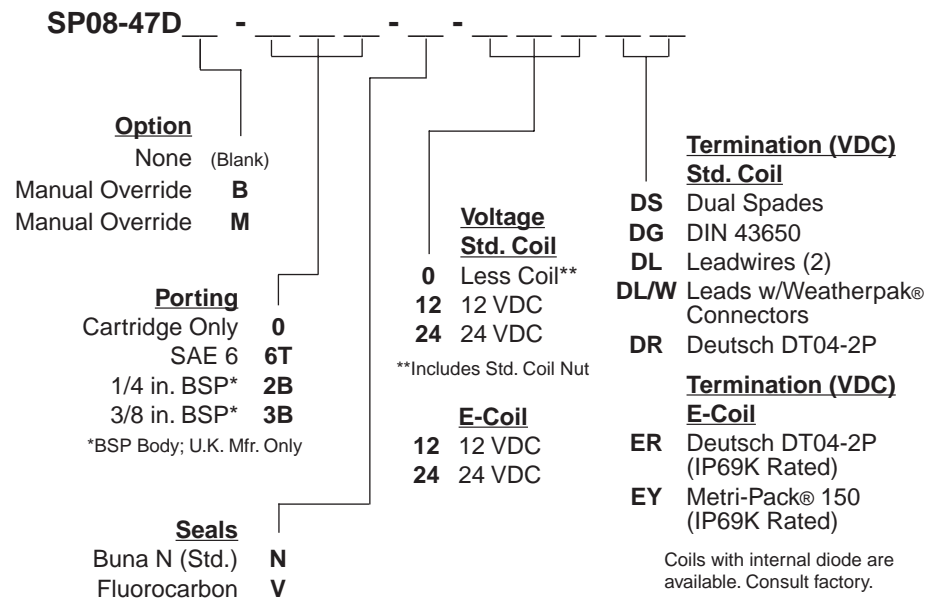 SP08-47D__ - __ __ __ - __ - __ __ __ __ __
Option
None (Blank)
Manual Override B
Manual Override M
Porting
Cartridge Only 0
SAE 6 6T
1/4 in. BSP* 2B
3/8 in. BSP* 3B
*BSP Body; U.K. Mfr. Only
Seals
Buna N (Std.) N
Fluorocarbon V
Voltage
Std. Coil
0 Less Coil**
12 12 VDC
24 24 VDC
**Includes Std. Coil Nut
E-Coil
12 12 VDC
24 24 VDC
Termination (VDC)
Std. Coil
DS Dual Spades
DG DIN 43650
DL Leadwires (2)
DL/W Leads w/Weatherpak®
Connectors
DR Deutsch DT04-2P
Termination (VDC)
E-Coil
ER Deutsch DT04-2P
(IP69K Rated)
EY Metri-Pack® 150
(IP69K Rated)
Coils with internal diode are
available. Consult factory.